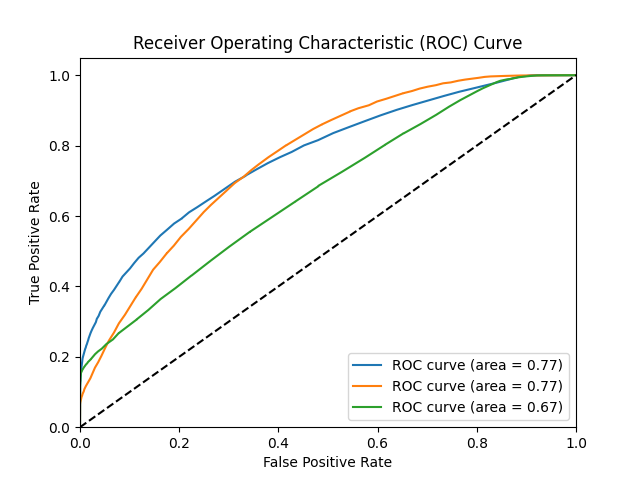 Receiver Operating Characteristic (ROC) Curve
True Positive Rate
1.0
0.8
0.6
0.4
0.2
0.0
0.0 0.2 0.4 0.6 0.8 1.0
False Positive Rate
ROC curve (area = 0.77)
ROC curve (area = 0.77)
ROC curve (area = 0.67)